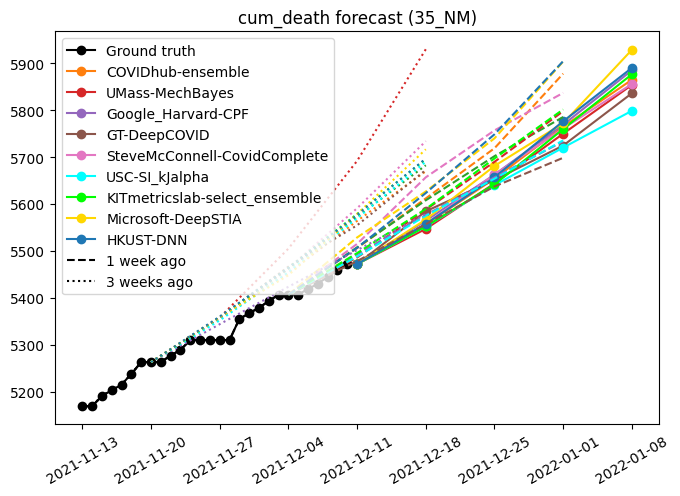 cum_death forecast (35_NM)
5900
5800
5700
5600
5500
5400
5300
5200
Ground truth
COVIDhub-ensemble
UMass-MechBayes
Google_Harvard-CPF
GT-DeepCOVID
SteveMcConnell-CovidComplete
USC-SI_kJalpha
KITmetricslab-select_ensemble
Microsoft-DeepSTIA
HKUST-DNN
1 week ago
3 weeks ago
2021-11-13
2021-11-20
2021-11-27
2021-12-04
2021-12-11
2021-12-18
2021-12-25
2022-01-01
2022-01-08